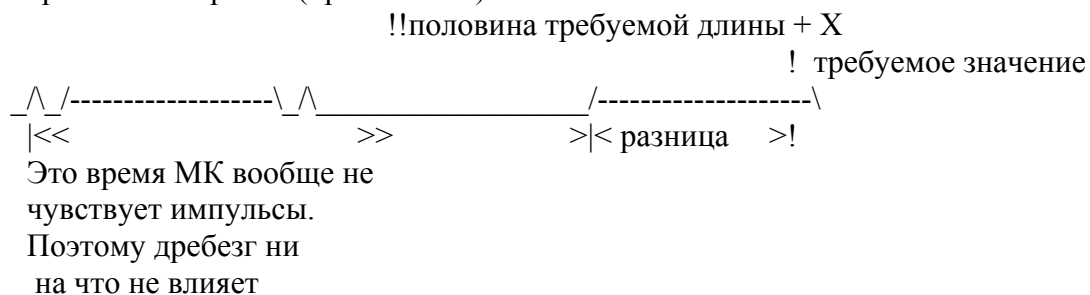 !!половина требуемой длины + X
! требуемое значение
_/\_/-------------------\_/\_________________/--------------------\
|<< >> >|< разница >!
Это время МК вообще не
чувствует импульсы.
Поэтому дребезг ни
на что не влияет